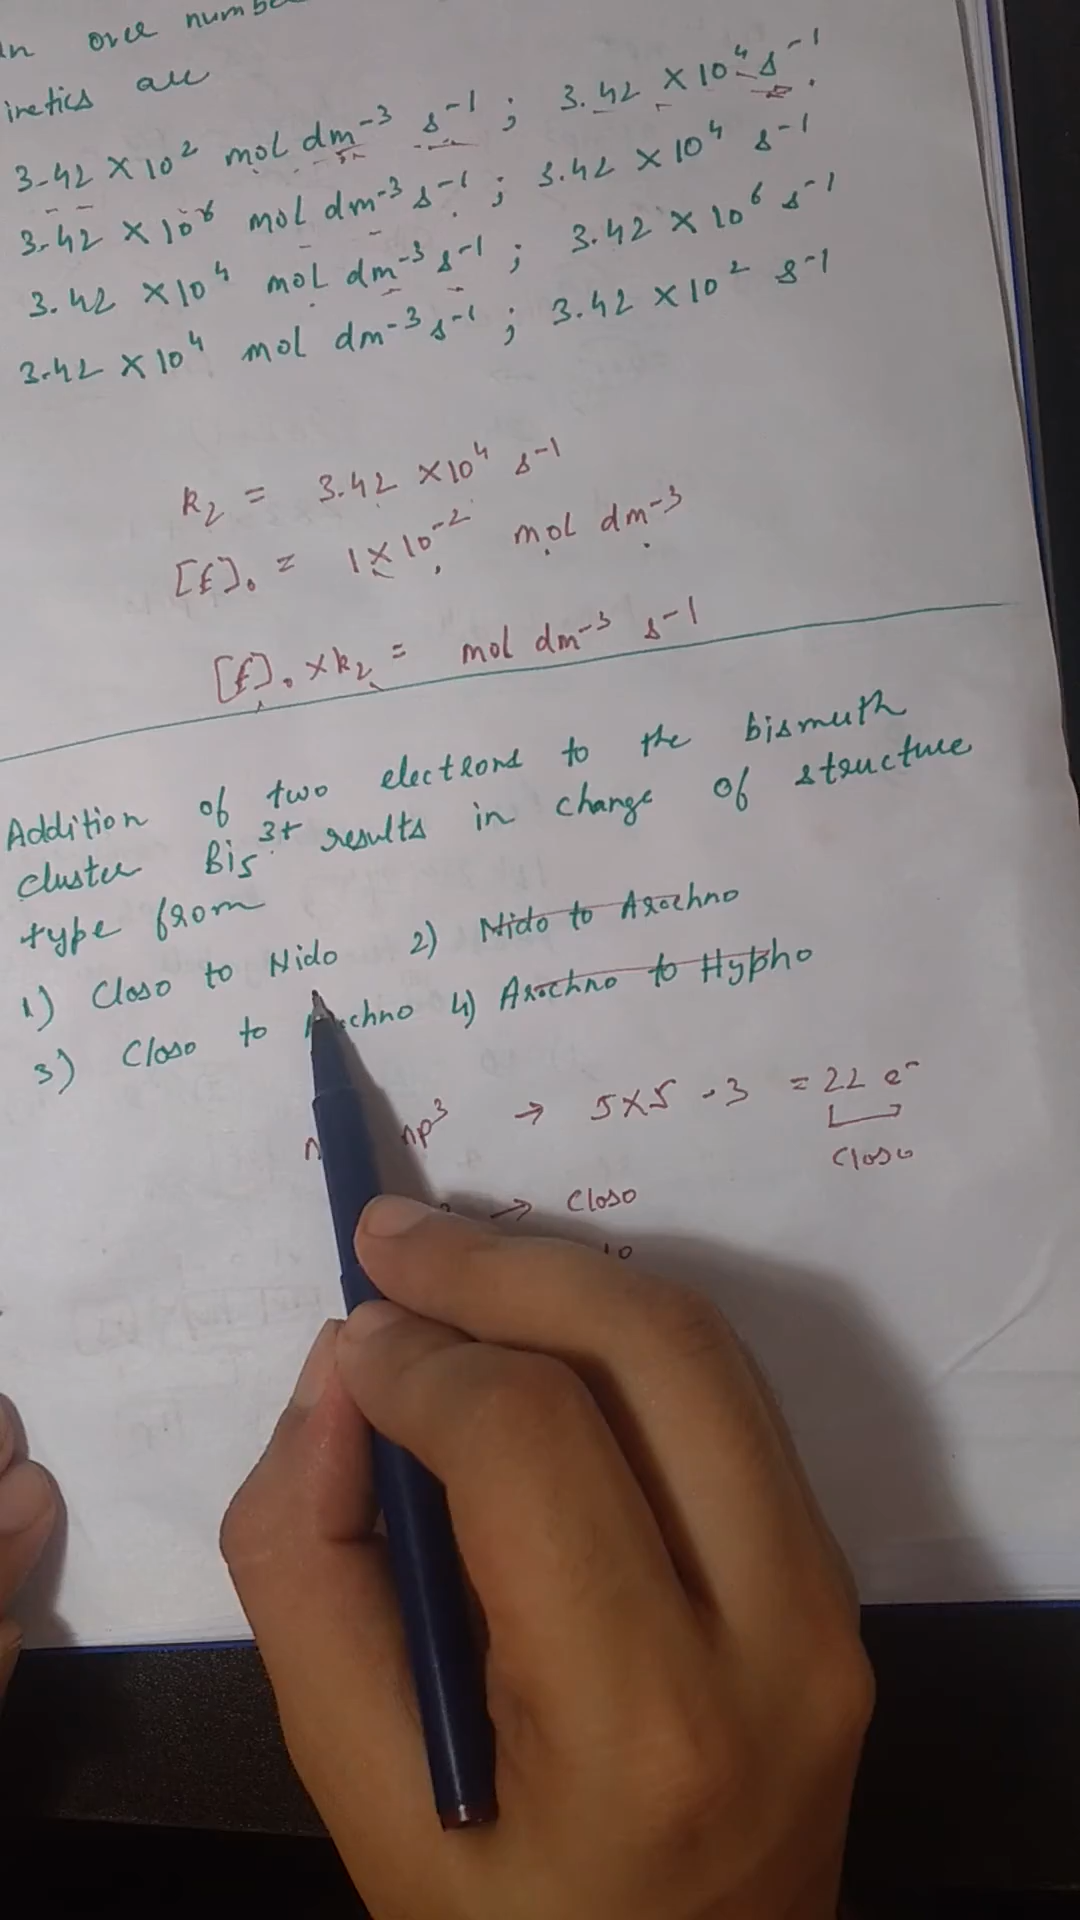 in over numb
inetics are
3.42 × 10² mol dm⁻³ s⁻¹ ; 3.42 × 10⁴ s⁻¹.
3.42 × 10⁶ mol dm⁻³ s⁻¹ ; 3.42 × 10⁴ s⁻¹
3.42 × 10⁴ mol dm⁻³ s⁻¹ ; 3.42 × 10⁶ s⁻¹
3.42 × 10⁴ mol dm⁻³ s⁻¹ ; 3.42 × 10² s⁻¹
k₂ = 3.42 × 10⁴ s⁻¹
[E]₀ = 1 × 10⁻² mol dm⁻³
[E]₀ × k₂ = mol dm⁻³ s⁻¹
Addition of two electrons to the bismuth
cluster Bi₅³⁺ results in change of structure
type from
1) Closo to Nido 2) Nido to Arachno
3) Closo to chno 4) Arachno to Hypho
np³ → 5×5 - 3 = 22 e⁻
Closo
→ Closo